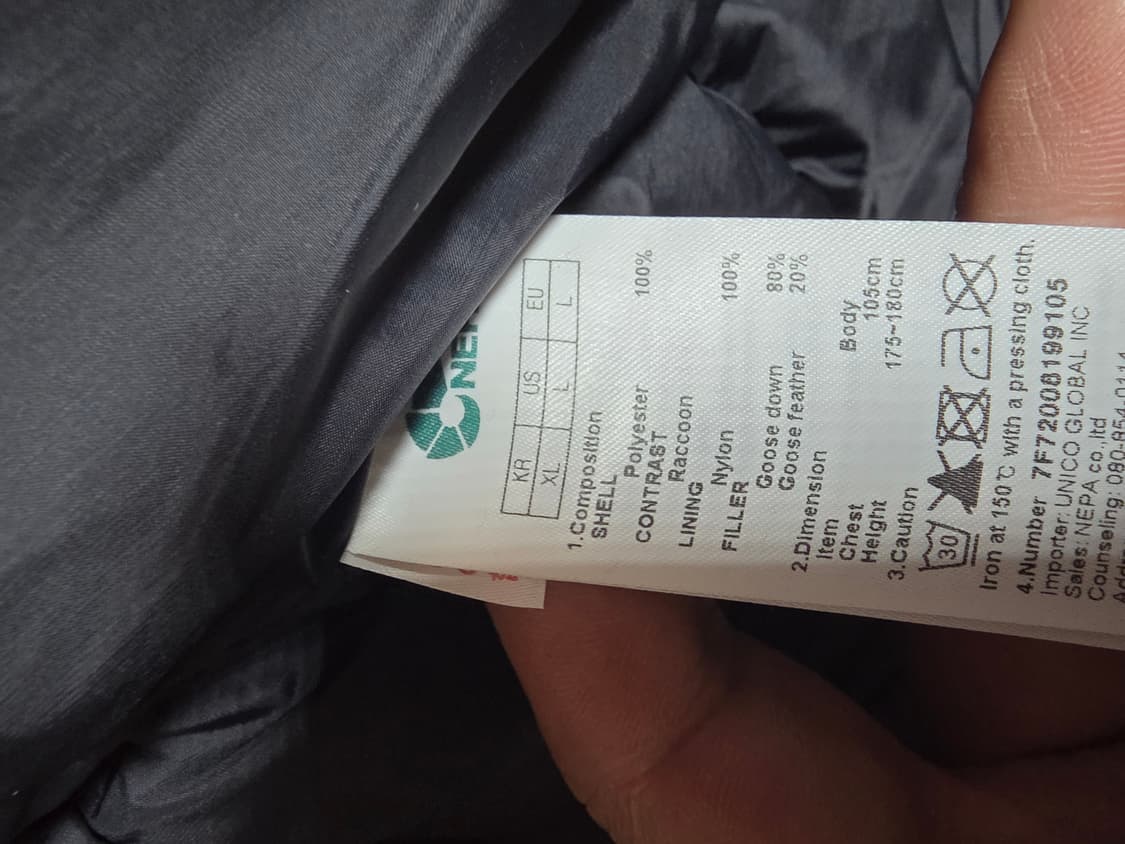 KR US EU
XL L L
1.Composition
SHELL
Polyester 100%
CONTRAST
Raccoon
LINING
Nylon 100%
FILLER
Goose down 80%
Goose feather 20%
2.Dimension
Item Body
Chest 105cm
Height 175~180cm
3.Caution
30
Iron at 150℃ with a pressing cloth.
4.Number 7F72008199105
Importer: UNICO GLOBAL INC
Sales: NEPA co.,ltd
Counseling: 080-854-0114